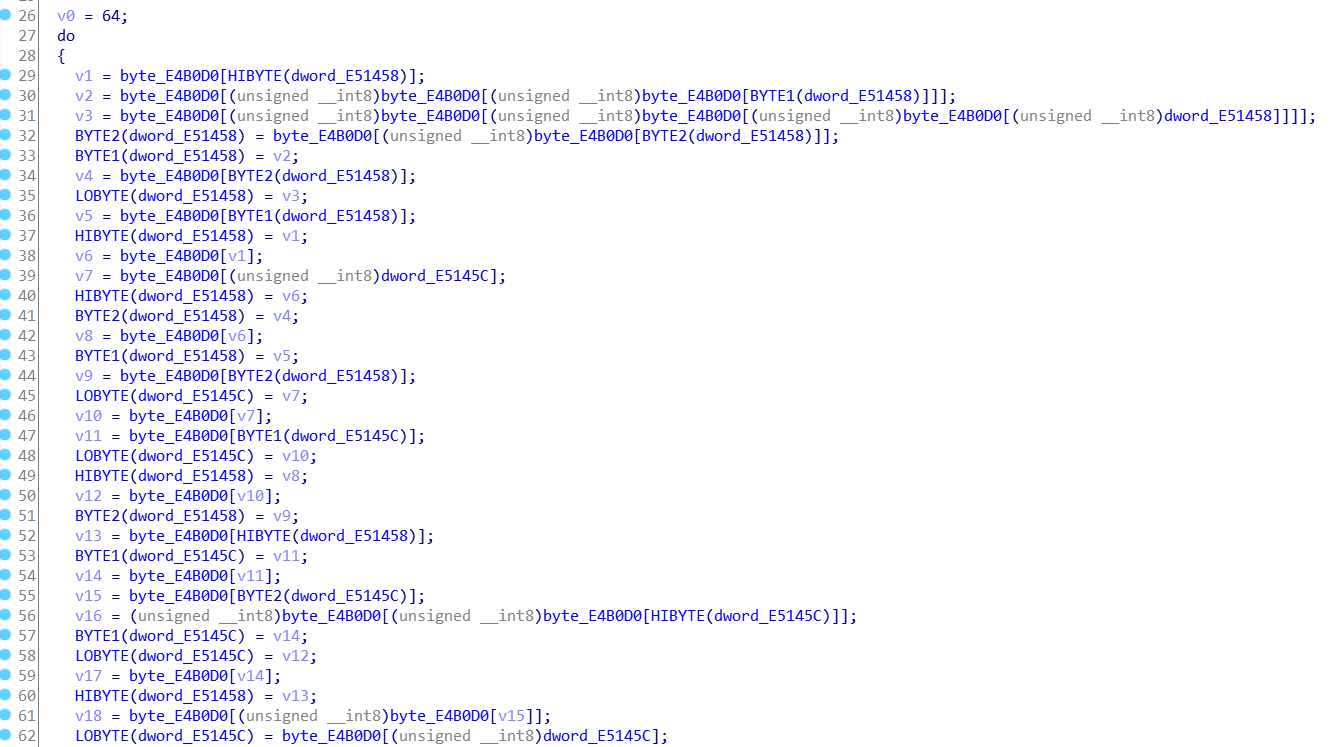 26 v0 = 64;
27 do
28 {
29 v1 = byte_E4B0D0[HIBYTE(dword_E51458)];
30 v2 = byte_E4B0D0[(unsigned __int8)byte_E4B0D0[(unsigned __int8)byte_E4B0D0[BYTE1(dword_E51458)]]];
31 v3 = byte_E4B0D0[(unsigned __int8)byte_E4B0D0[(unsigned __int8)byte_E4B0D0[(unsigned __int8)byte_E4B0D0[(unsigned __int8)dword_E51458]]]];
32 BYTE2(dword_E51458) = byte_E4B0D0[(unsigned __int8)byte_E4B0D0[BYTE2(dword_E51458)]];
33 BYTE1(dword_E51458) = v2;
34 v4 = byte_E4B0D0[BYTE2(dword_E51458)];
35 LOBYTE(dword_E51458) = v3;
36 v5 = byte_E4B0D0[BYTE1(dword_E51458)];
37 HIBYTE(dword_E51458) = v1;
38 v6 = byte_E4B0D0[v1];
39 v7 = byte_E4B0D0[(unsigned __int8)dword_E5145C];
40 HIBYTE(dword_E51458) = v6;
41 BYTE2(dword_E51458) = v4;
42 v8 = byte_E4B0D0[v6];
43 BYTE1(dword_E51458) = v5;
44 v9 = byte_E4B0D0[BYTE2(dword_E51458)];
45 LOBYTE(dword_E5145C) = v7;
46 v10 = byte_E4B0D0[v7];
47 v11 = byte_E4B0D0[BYTE1(dword_E5145C)];
48 LOBYTE(dword_E5145C) = v10;
49 HIBYTE(dword_E51458) = v8;
50 v12 = byte_E4B0D0[v10];
51 BYTE2(dword_E51458) = v9;
52 v13 = byte_E4B0D0[HIBYTE(dword_E51458)];
53 BYTE1(dword_E5145C) = v11;
54 v14 = byte_E4B0D0[v11];
55 v15 = byte_E4B0D0[BYTE2(dword_E5145C)];
56 v16 = (unsigned __int8)byte_E4B0D0[(unsigned __int8)byte_E4B0D0[HIBYTE(dword_E5145C)]];
57 BYTE1(dword_E5145C) = v14;
58 LOBYTE(dword_E5145C) = v12;
59 v17 = byte_E4B0D0[v14];
60 HIBYTE(dword_E51458) = v13;
61 v18 = byte_E4B0D0[(unsigned __int8)byte_E4B0D0[v15]];
62 LOBYTE(dword_E5145C) = byte_E4B0D0[(unsigned __int8)dword_E5145C];